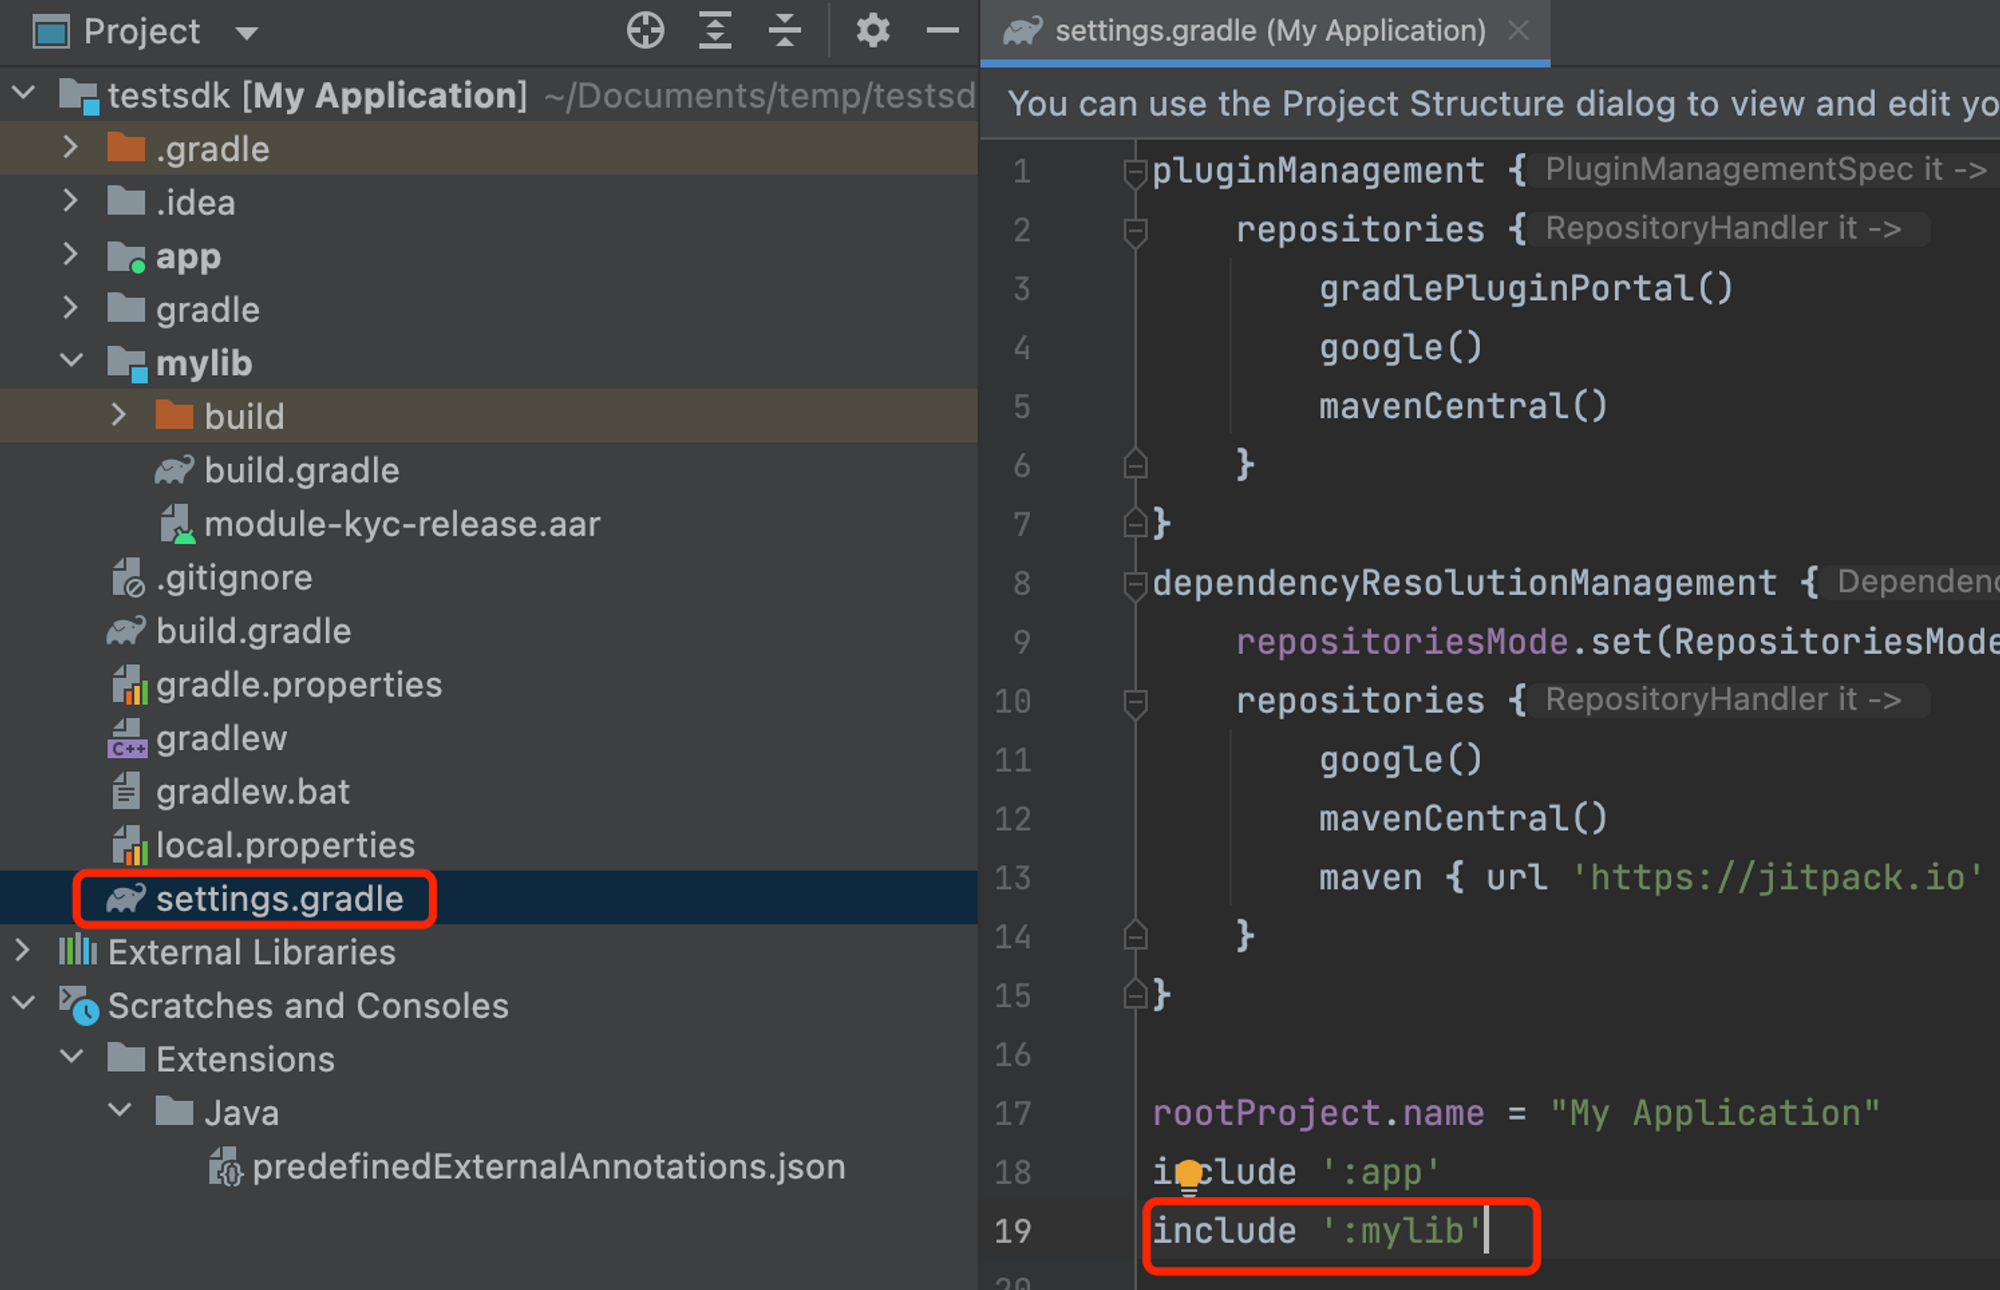 Project
testsdk [My Application] ~/Documents/temp/testsd
.gradle
.idea
app
gradle
mylib
build
build.gradle
module-kyc-release.aar
.gitignore
build.gradle
gradle.properties
C++ gradlew
gradlew.bat
local.properties
settings.gradle
External Libraries
Scratches and Consoles
Extensions
Java
predefinedExternalAnnotations.json
settings.gradle (My Application)
You can use the Project Structure dialog to view and edit yo
1 pluginManagement { PluginManagementSpec it ->
2 repositories { RepositoryHandler it ->
3 gradlePluginPortal()
4 google()
5 mavenCentral()
6 }
7 }
8 dependencyResolutionManagement { Dependenc
9 repositoriesMode.set(RepositoriesMode
10 repositories { RepositoryHandler it ->
11 google()
12 mavenCentral()
13 maven { url 'https://jitpack.io'
14 }
15 }
16
17 rootProject.name = "My Application"
18 include ':app'
19 include ':mylib'
20